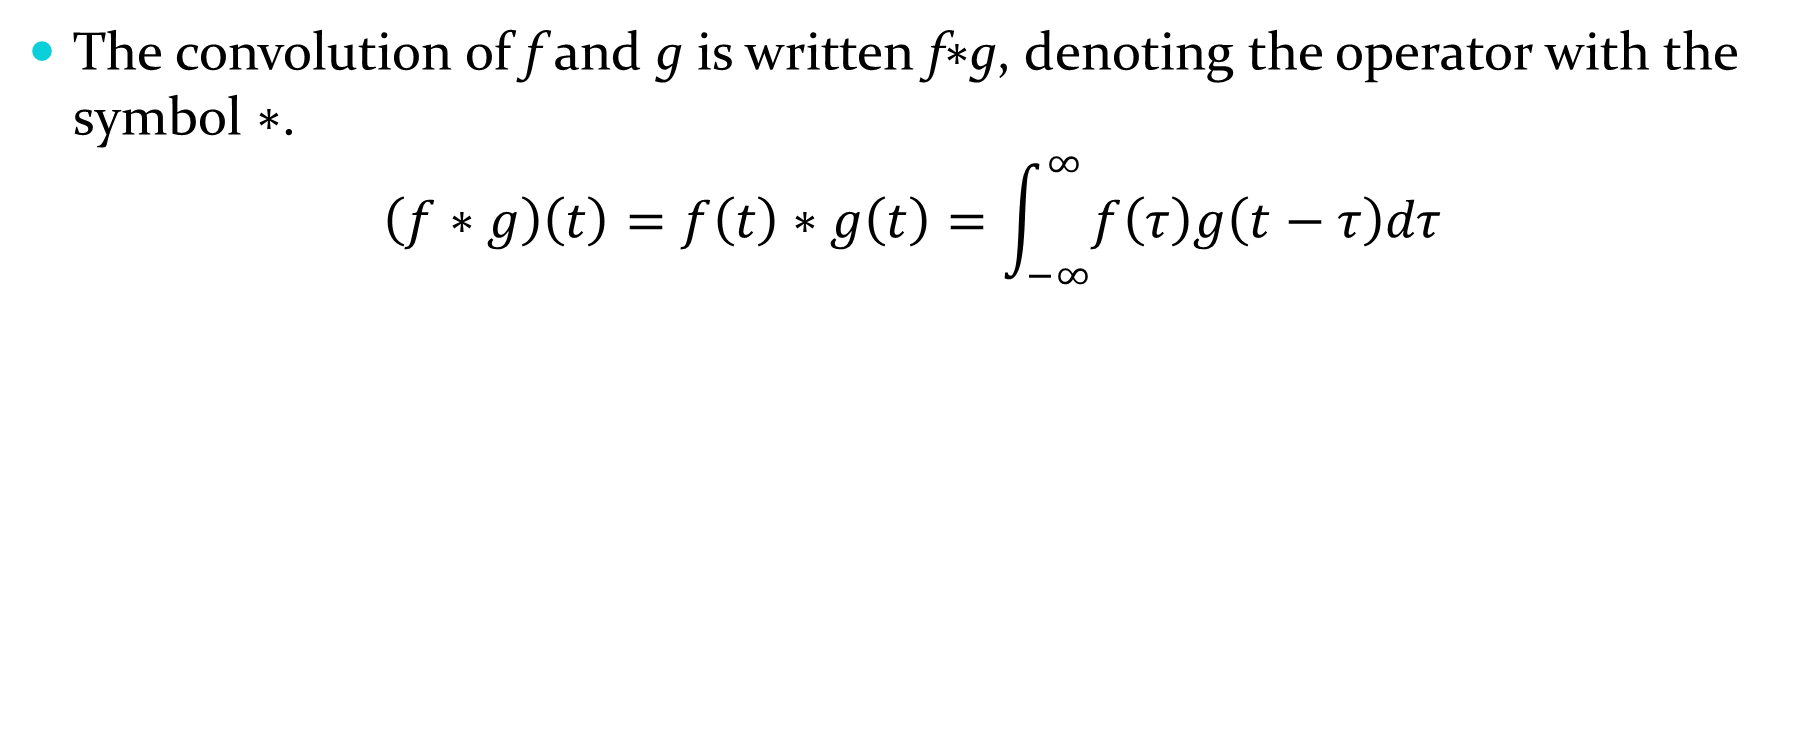 • The convolution of f and g is written f∗g, denoting the operator with the
symbol ∗.
(f ∗ g)(t) = f(t) ∗ g(t) = ∫_{−∞}^{∞} f(τ)g(t − τ)dτ